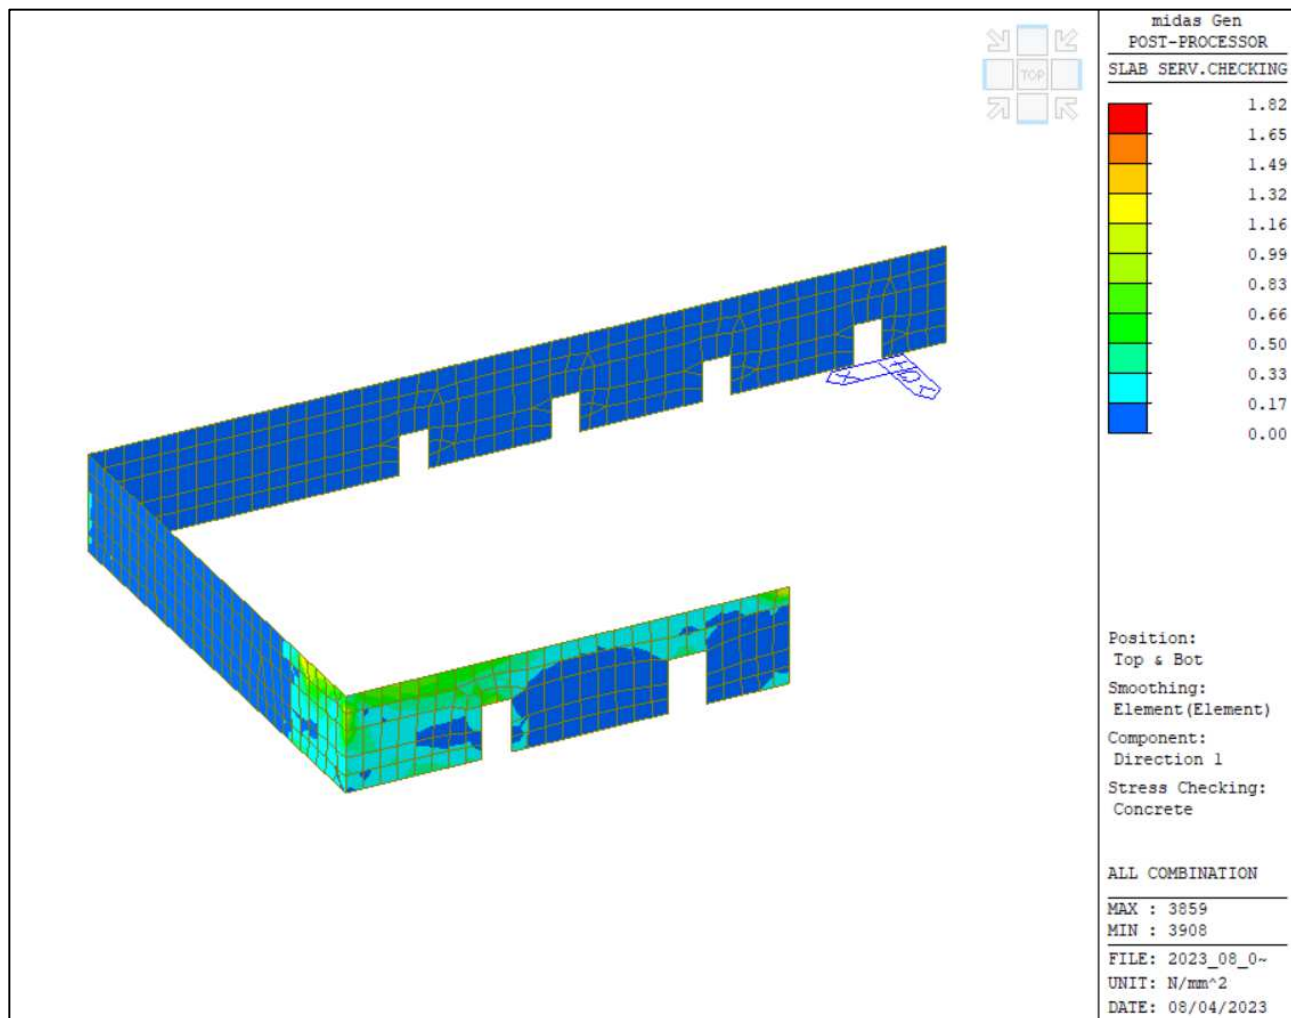 midas Gen
POST-PROCESSOR
SLAB SERV.CHECKING
TOP
1.82
1.65
1.49
1.32
1.16
0.99
0.83
0.66
0.50
0.33
0.17
0.00
Position:
Top & Bot
Smoothing:
Element(Element)
Component:
Direction 1
Stress Checking:
Concrete
ALL COMBINATION
MAX : 3859
MIN : 3908
FILE: 2023_08_0~
UNIT: N/mm^2
DATE: 08/04/2023